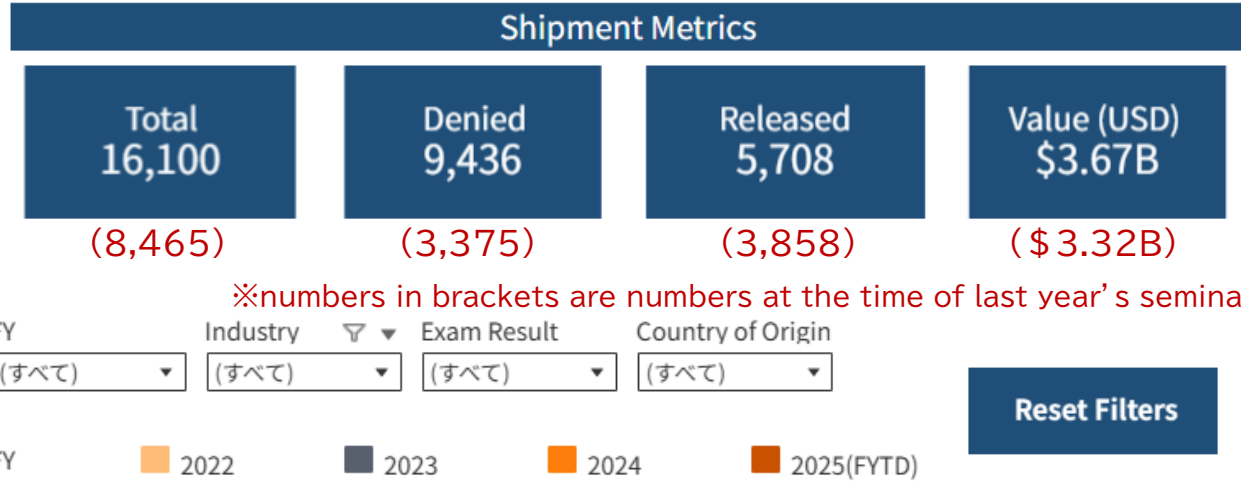 Shipment Metrics
Total Denied Released Value (USD)
16,100 9,436 5,708 $3.67B
(8,465) (3,375) (3,858) (＄3.32B)
※numbers in brackets are numbers at the time of last year’s semina
FY Industry Exam Result Country of Origin
(すべて) (すべて) (すべて) (すべて)
Reset Filters
FY 2022 2023 2024 2025(FYTD)